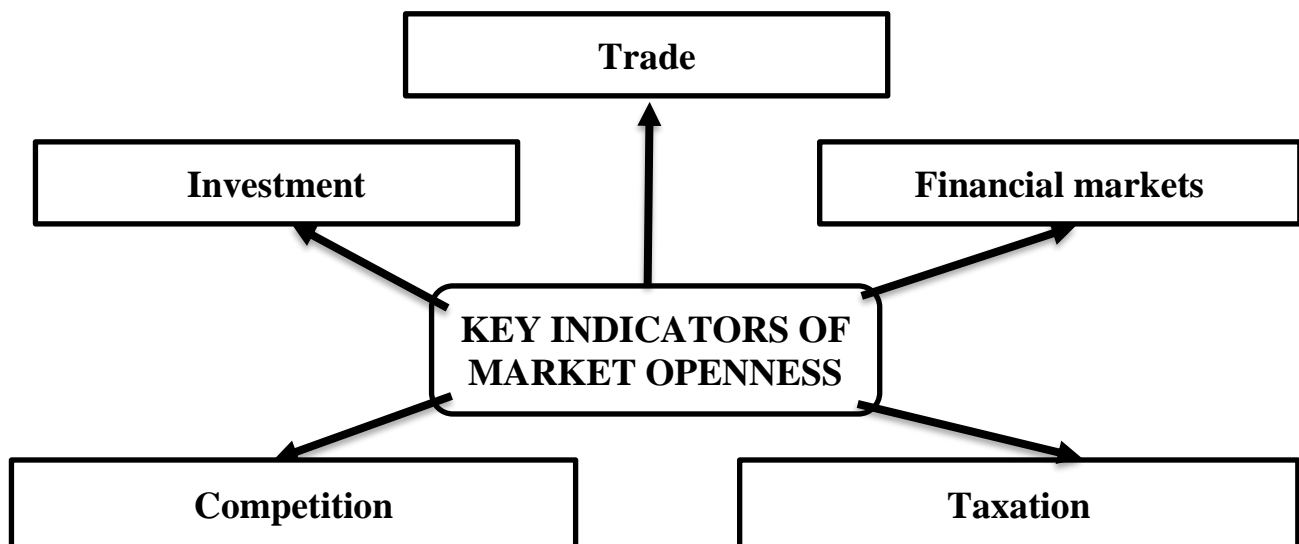 Trade
Investment
Financial markets
KEY INDICATORS OF
MARKET OPENNESS
Competition
Taxation